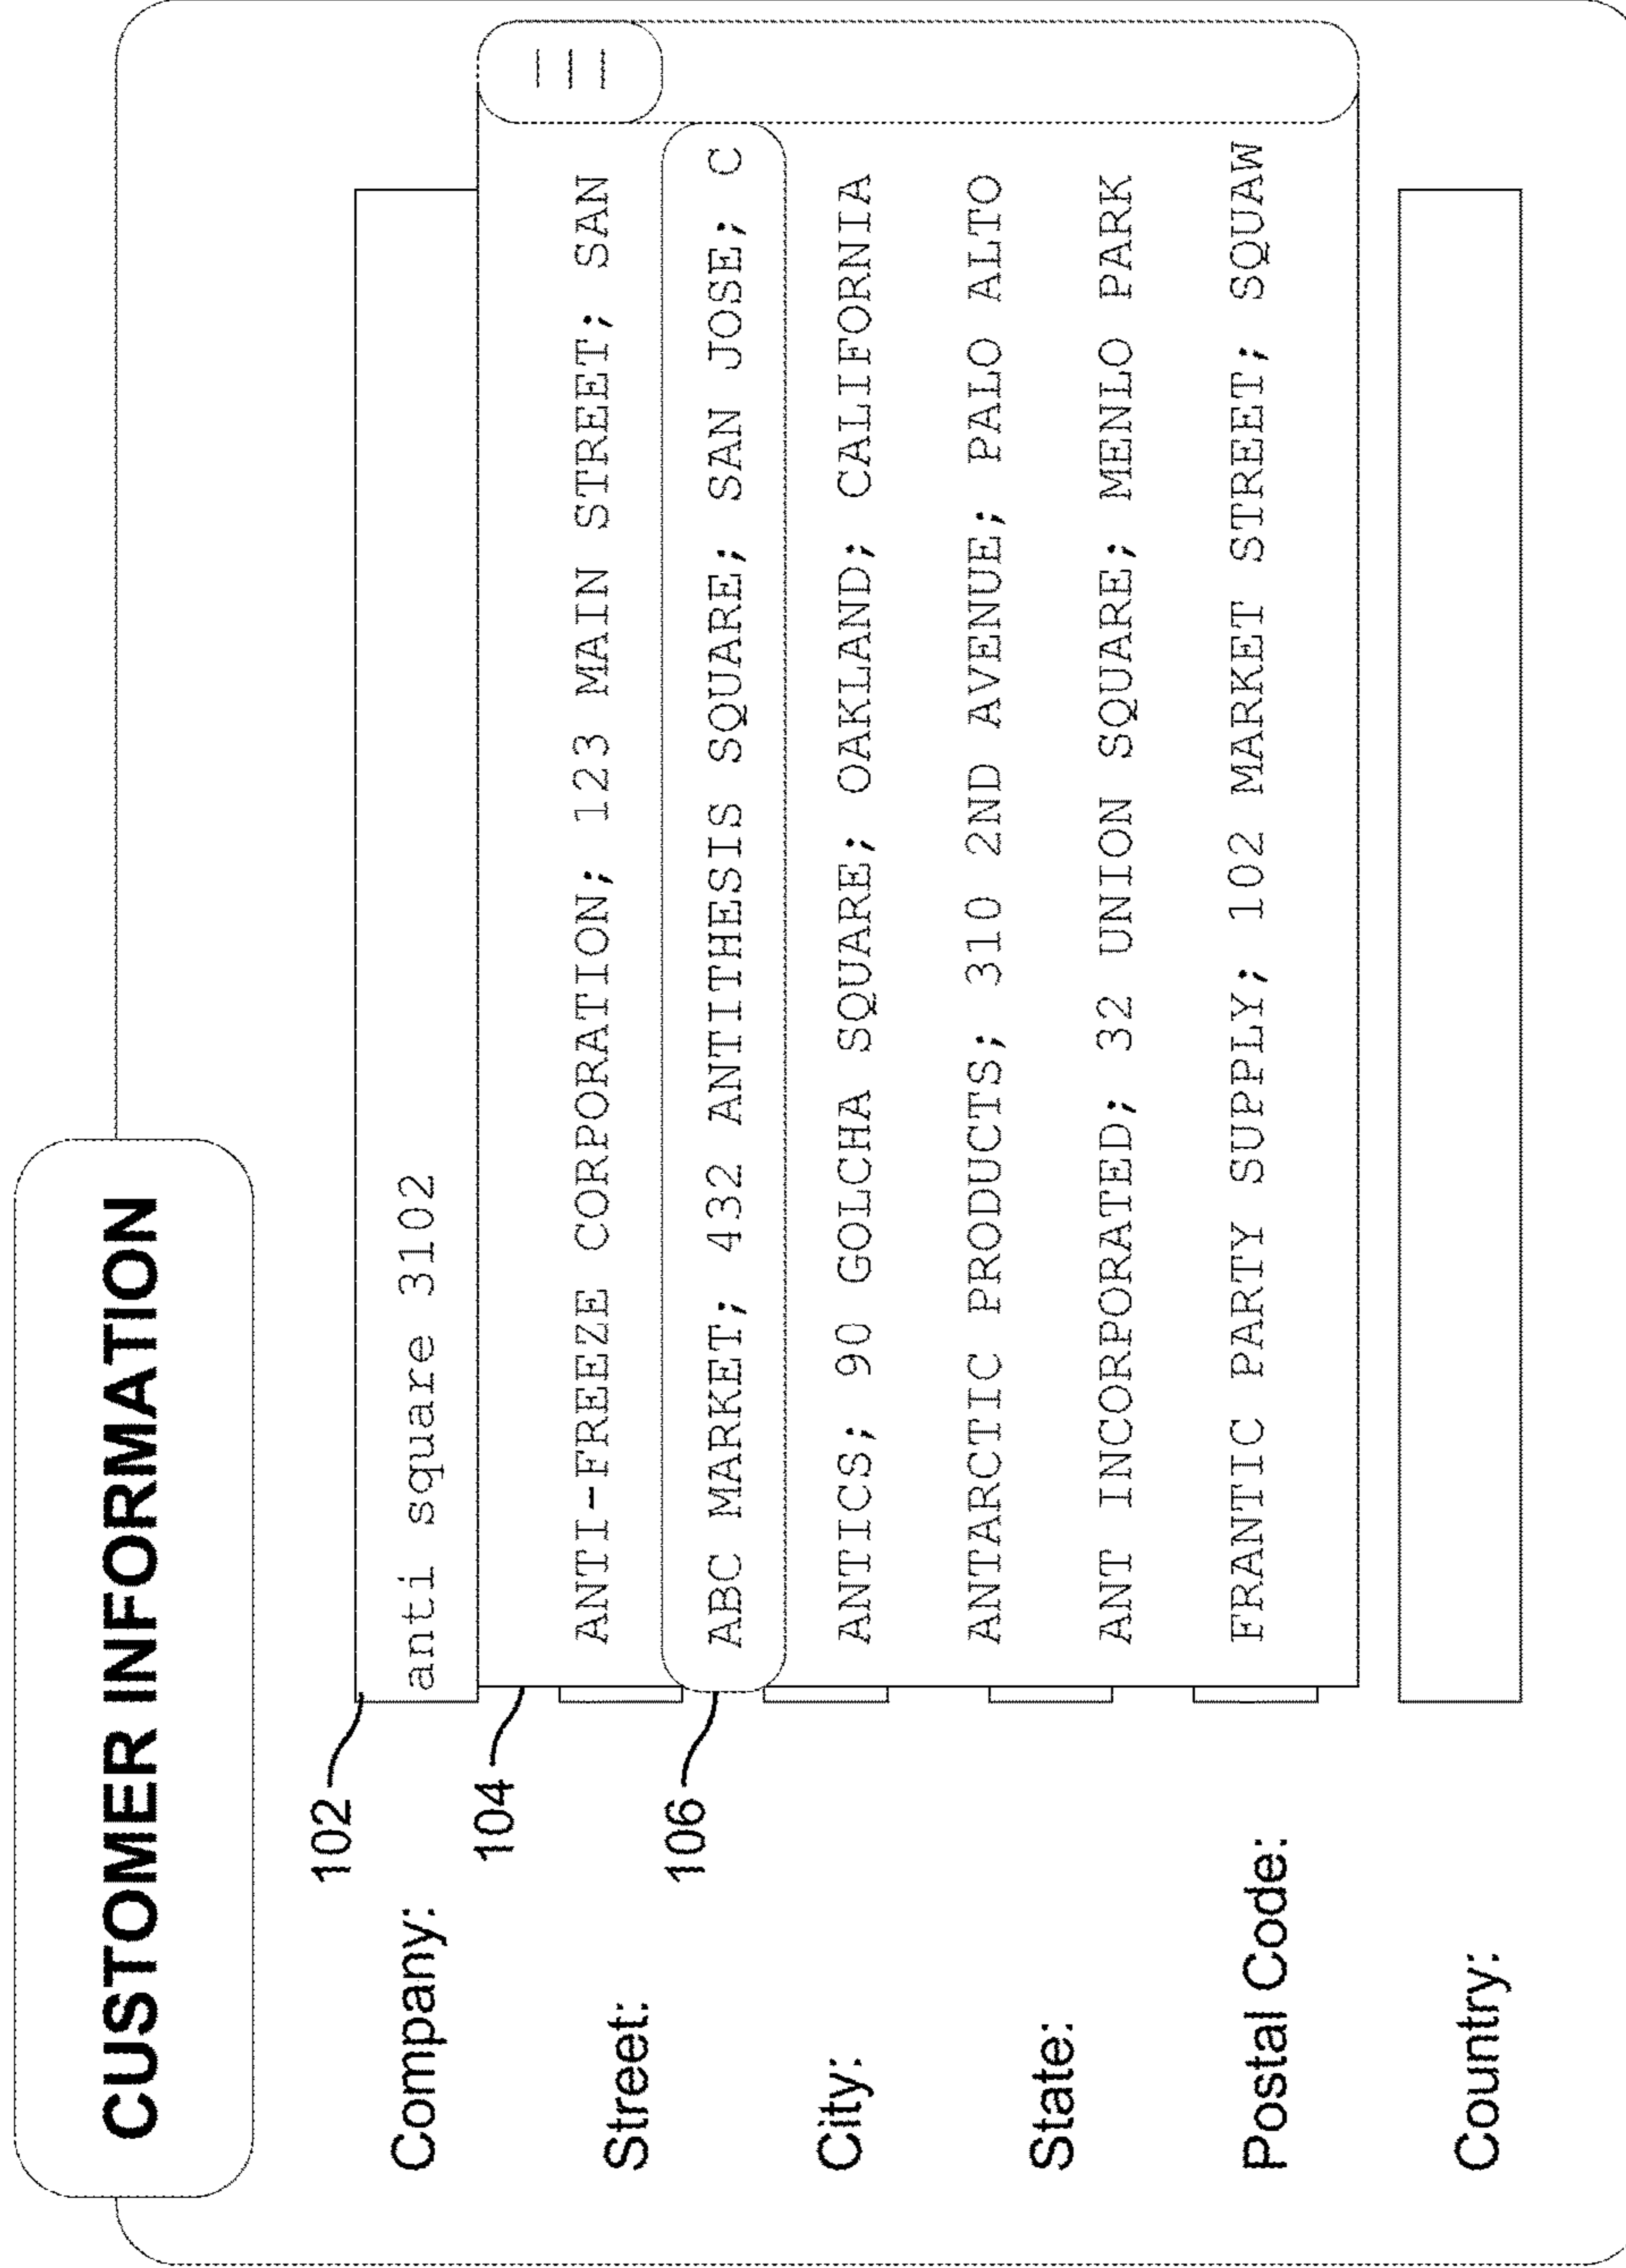 CUSTOMER INFORMATION
102
Company: anti square 3102
104
ANTI-FREEZE CORPORATION; 123 MAIN STREET; SAN
Street:
106
ABC MARKET; 432 ANTITHESIS SQUARE; SAN JOSE; C
City:
ANTICS; 90 GOLCHA SQUARE; OAKLAND; CALIFORNIA
ANTARCTIC PRODUCTS; 310 2ND AVENUE; PALO ALTO
State:
ANT INCORPORATED; 32 UNION SQUARE; MENLO PARK
Postal Code:
FRANTIC PARTY SUPPLY; 102 MARKET STREET; SQUAW
Country: